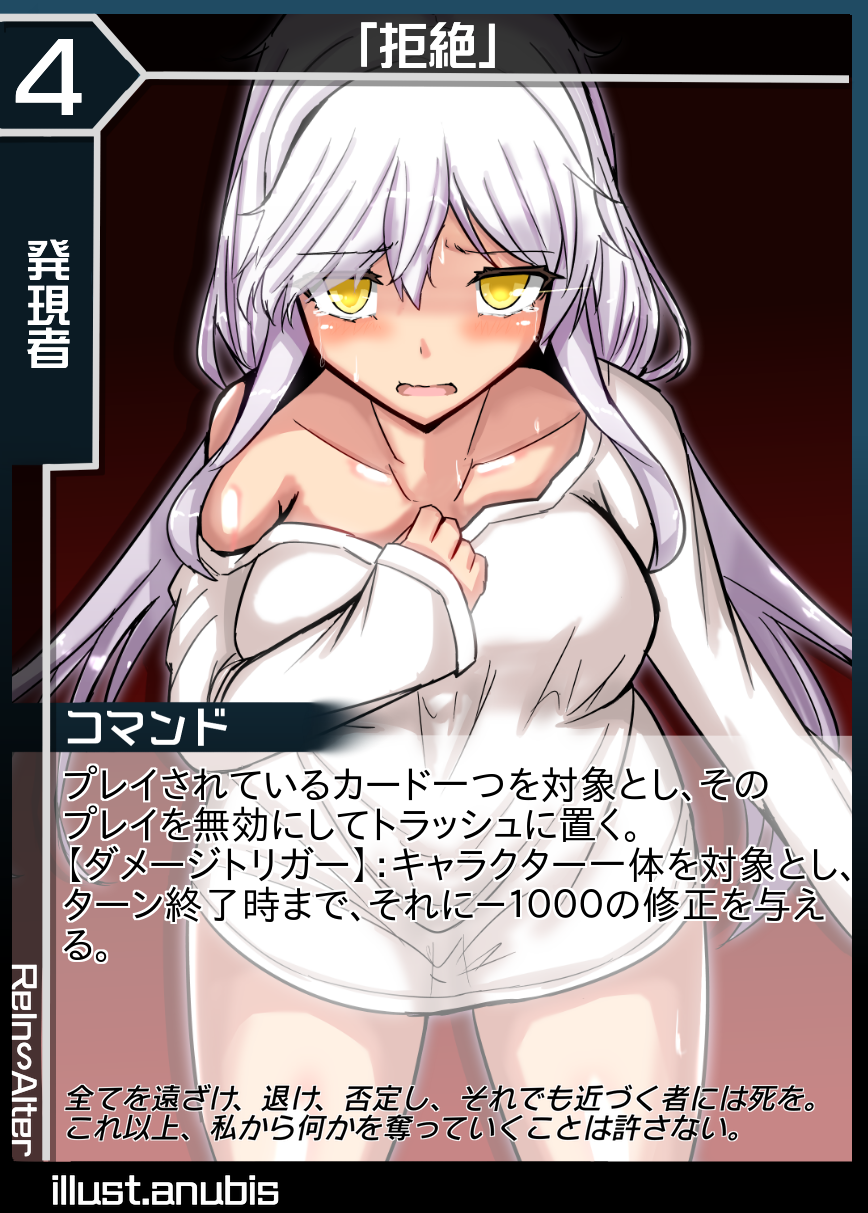 4
「拒絶」
発現者
コマンド
プレイされているカード一つを対象とし、その
プレイを無効にしてトラッシュに置く。
【ダメージトリガー】：キャラクター一体を対象とし、
ターン終了時まで、それに－1000の修正を与え
る。
全てを遠ざけ、退け、否定し、それでも近づく者には死を。
これ以上、私から何かを奪っていくことは許さない。
ReIn∽Alter
illust.anubis